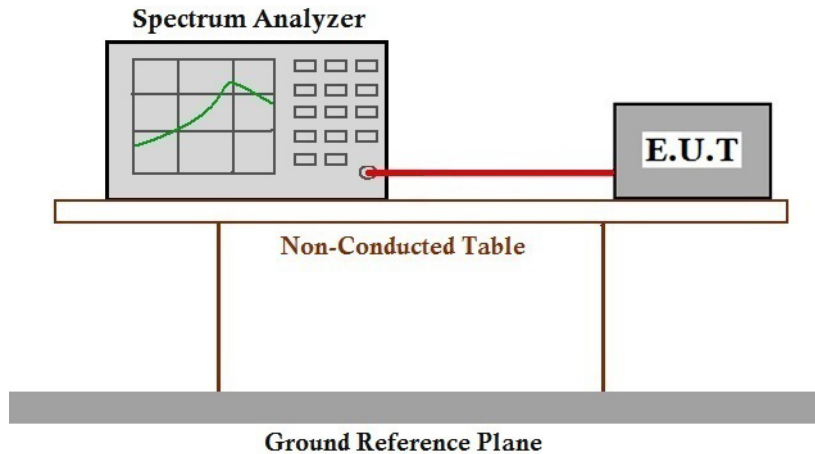 Spectrum Analyzer
E.U.T
Non-Conducted Table
Ground Reference Plane